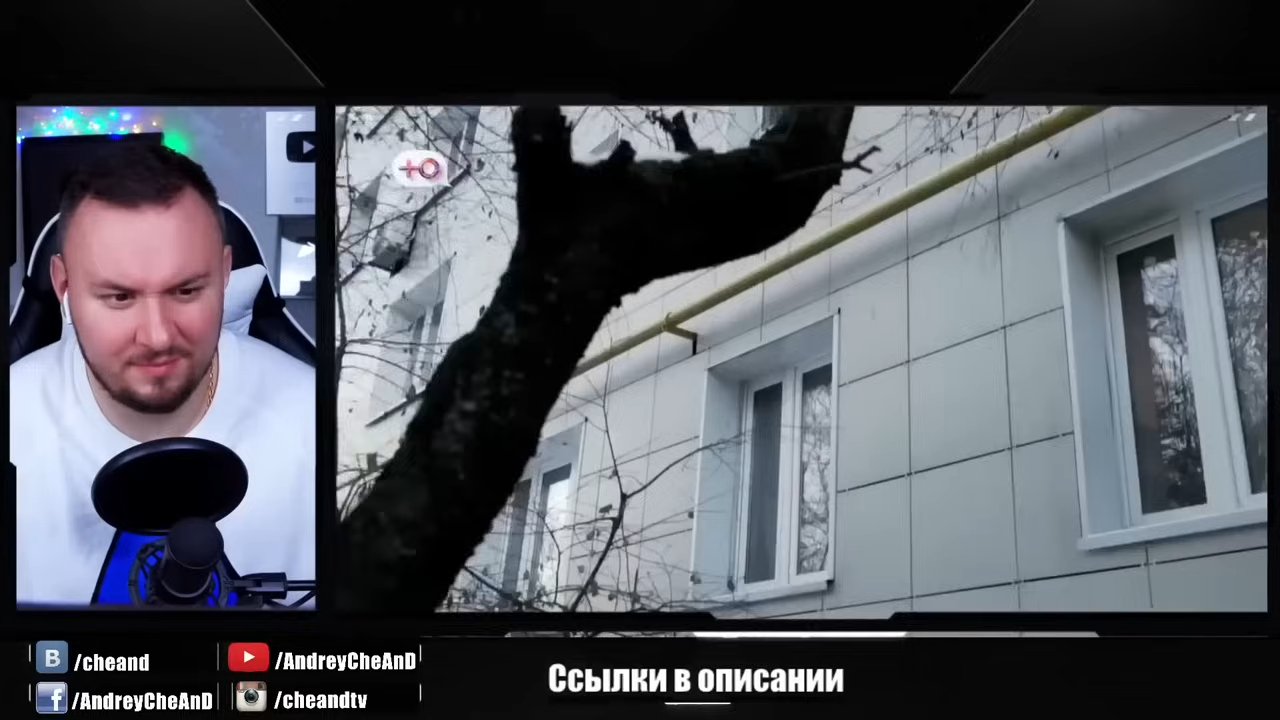 Ю
/cheand
/AndreyCheAnD
/AndreyCheAnD
/cheandtv
Ссылки в описании